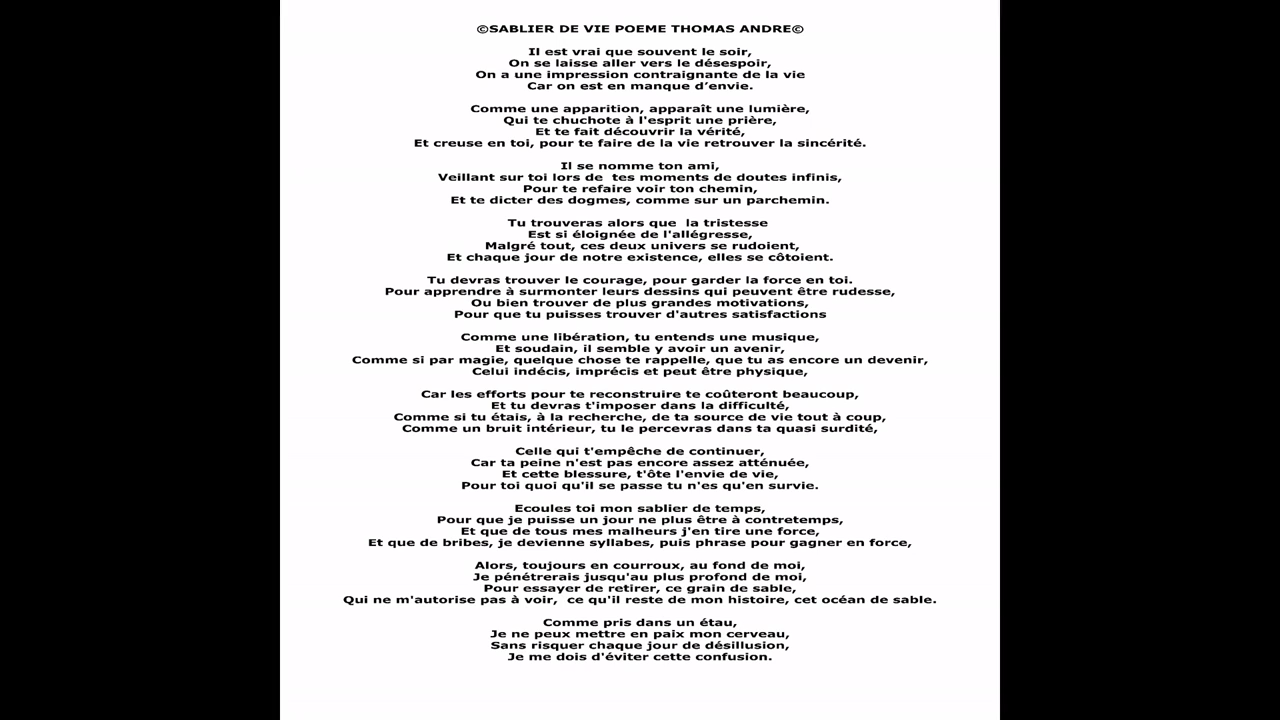 ©SABLIER DE VIE POEME THOMAS ANDRE©
Il est vrai que souvent le soir,
On se laisse aller vers le désespoir,
On a une impression contraignante de la vie
Car on est en manque d’envie.
Comme une apparition, apparaît une lumière,
Qui te chuchote à l'esprit une prière,
Et te fait découvrir la vérité,
Et creuse en toi, pour te faire de la vie retrouver la sincérité.
Il se nomme ton ami,
Veillant sur toi lors de  tes moments de doutes infinis,
Pour te refaire voir ton chemin,
Et te dicter des dogmes, comme sur un parchemin.
Tu trouveras alors que  la tristesse
Est si éloignée de l'allégresse,
Malgré tout, ces deux univers se rudoient,
Et chaque jour de notre existence, elles se côtoient.
Tu devras trouver le courage, pour garder la force en toi.
Pour apprendre à surmonter leurs dessins qui peuvent être rudesse,
Ou bien trouver de plus grandes motivations,
Pour que tu puisses trouver d'autres satisfactions
Comme une libération, tu entends une musique,
Et soudain, il semble y avoir un avenir,
Comme si par magie, quelque chose te rappelle, que tu as encore un devenir,
Celui indécis, imprécis et peut être physique,
Car les efforts pour te reconstruire te coûteront beaucoup,
Et tu devras t'imposer dans la difficulté,
Comme si tu étais, à la recherche, de ta source de vie tout à coup,
Comme un bruit intérieur, tu le percevras dans ta quasi surdité,
Celle qui t'empêche de continuer,
Car ta peine n'est pas encore assez atténuée,
Et cette blessure, t'ôte l'envie de vie,
Pour toi quoi qu'il se passe tu n'es qu'en survie.
Ecoules toi mon sablier de temps,
Pour que je puisse un jour ne plus être à contretemps,
Et que de tous mes malheurs j'en tire une force,
Et que de bribes, je devienne syllabes, puis phrase pour gagner en force,
Alors, toujours en courroux, au fond de moi,
Je pénétrerais jusqu'au plus profond de moi,
Pour essayer de retirer, ce grain de sable,
Qui ne m'autorise pas à voir,  ce qu'il reste de mon histoire, cet océan de sable.
Comme pris dans un étau,
Je ne peux mettre en paix mon cerveau,
Sans risquer chaque jour de désillusion,
Je me dois d'éviter cette confusion.